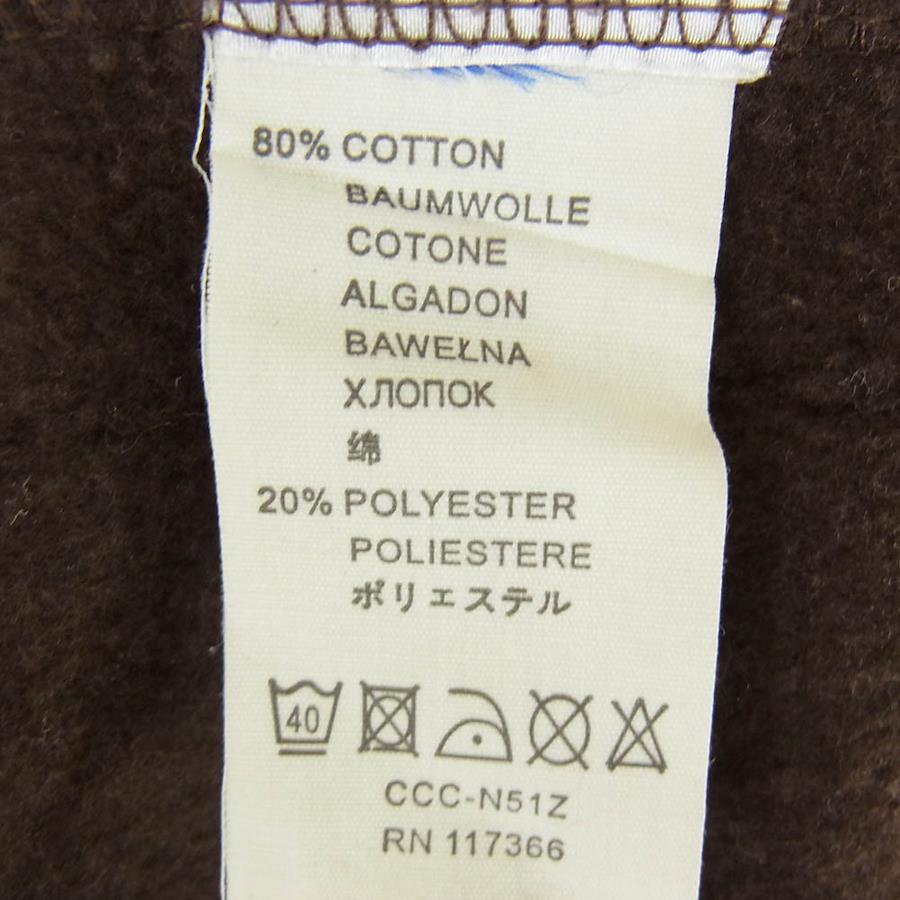 80% COTTON
BAUMWOLLE
COTONE
ALGADON
BAWEŁNA
ХЛОПОК
绵
20% POLYESTER
POLIESTERE
ポリェステル
40
CCC-N51Z
RN 117366